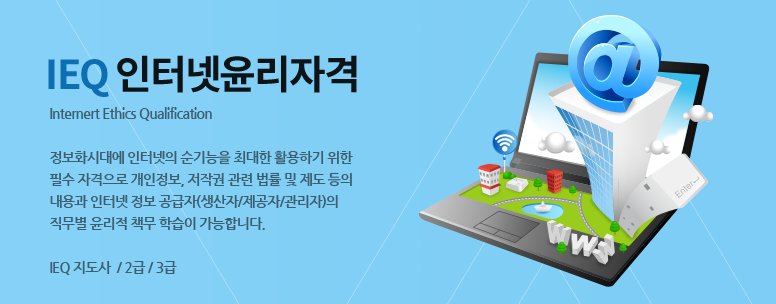 IEQ 인터넷윤리자격
Internert Ethics Qualification
정보화시대에 인터넷의 순기능을 최대한 활용하기 위한
필수 자격으로 개인정보, 저작권 관련 법률 및 제도 등의
내용과 인터넷 정보 공급자(생산자/제공자/관리자)의
직무별 윤리적 책무 학습이 가능합니다.
IEQ 지도사 / 2급 / 3급
@
Enter
WWW